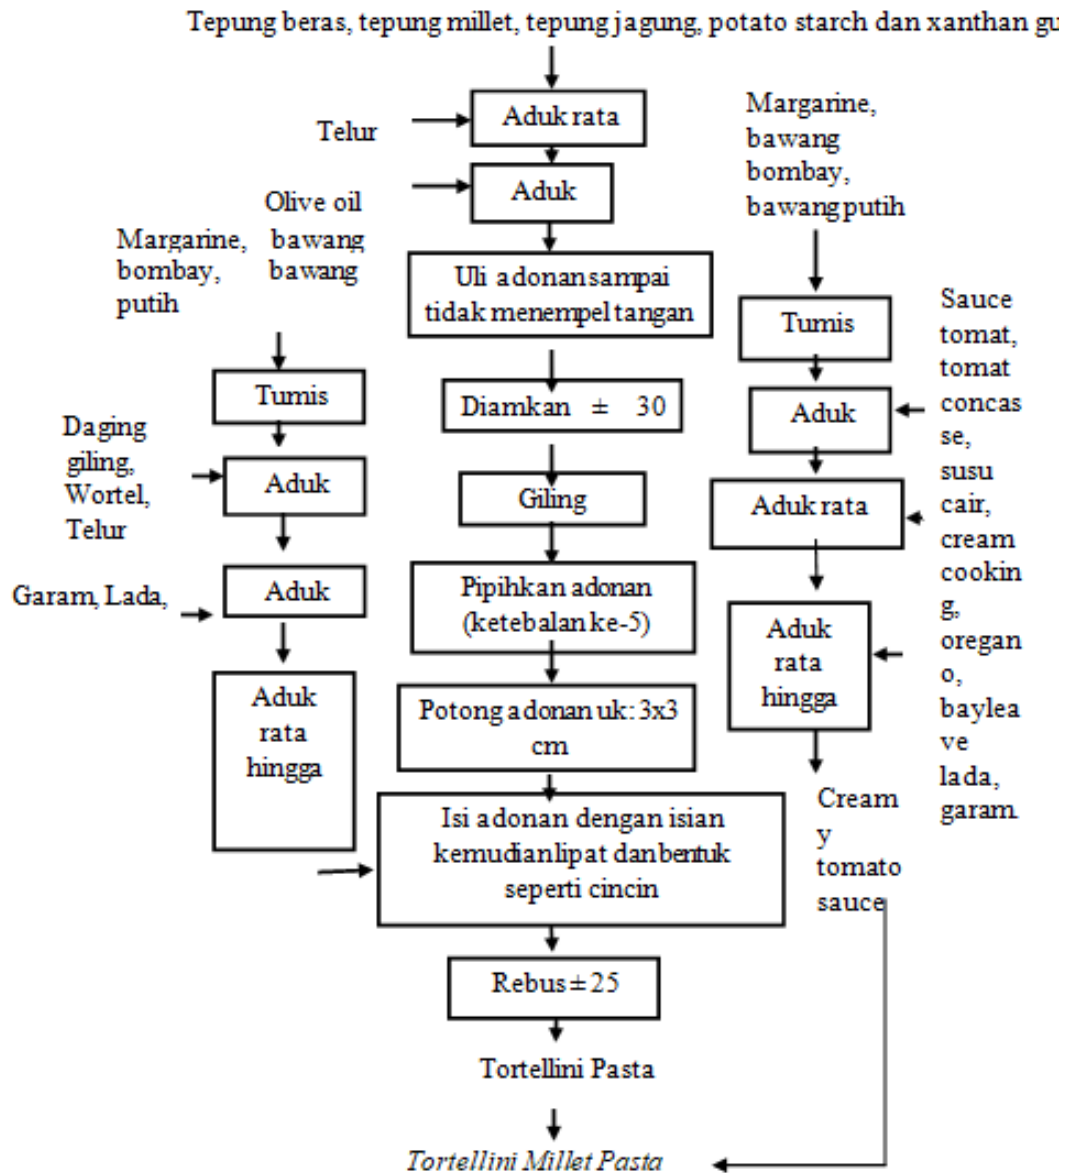 Tepung beras, tepung millet, tepung jagung, potato starch dan xanthan gu
Aduk rata
Telur
Aduk
Olive oil
Uli adonan sampai
tidak menempel tangan
Diamkan ± 30
Giling
Pipihkan adonan
(ketebalan ke-5)
Potong adonan uk: 3x3
cm
Isi adonan dengan isian
kemudian lipat dan bentuk
seperti cincin
Rebus ± 25
Tortellini Pasta
Tortellini Millet Pasta
Margarine, bawang
bombay, bawang
putih
Tumis
Daging
giling,
Wortel,
Telur
Aduk
Garam, Lada,
Aduk
Aduk
rata
hingga
Margarine,
bawang
bombay,
bawang putih
Tumis
Aduk
Aduk rata
Aduk
rata
hingga
Sauce
tomat,
tomat
concas
se,
susu
cair,
cream
cookin
g,
oregan
o,
baylea
ve
lada,
garam.
Cream
y
tomato
sauce